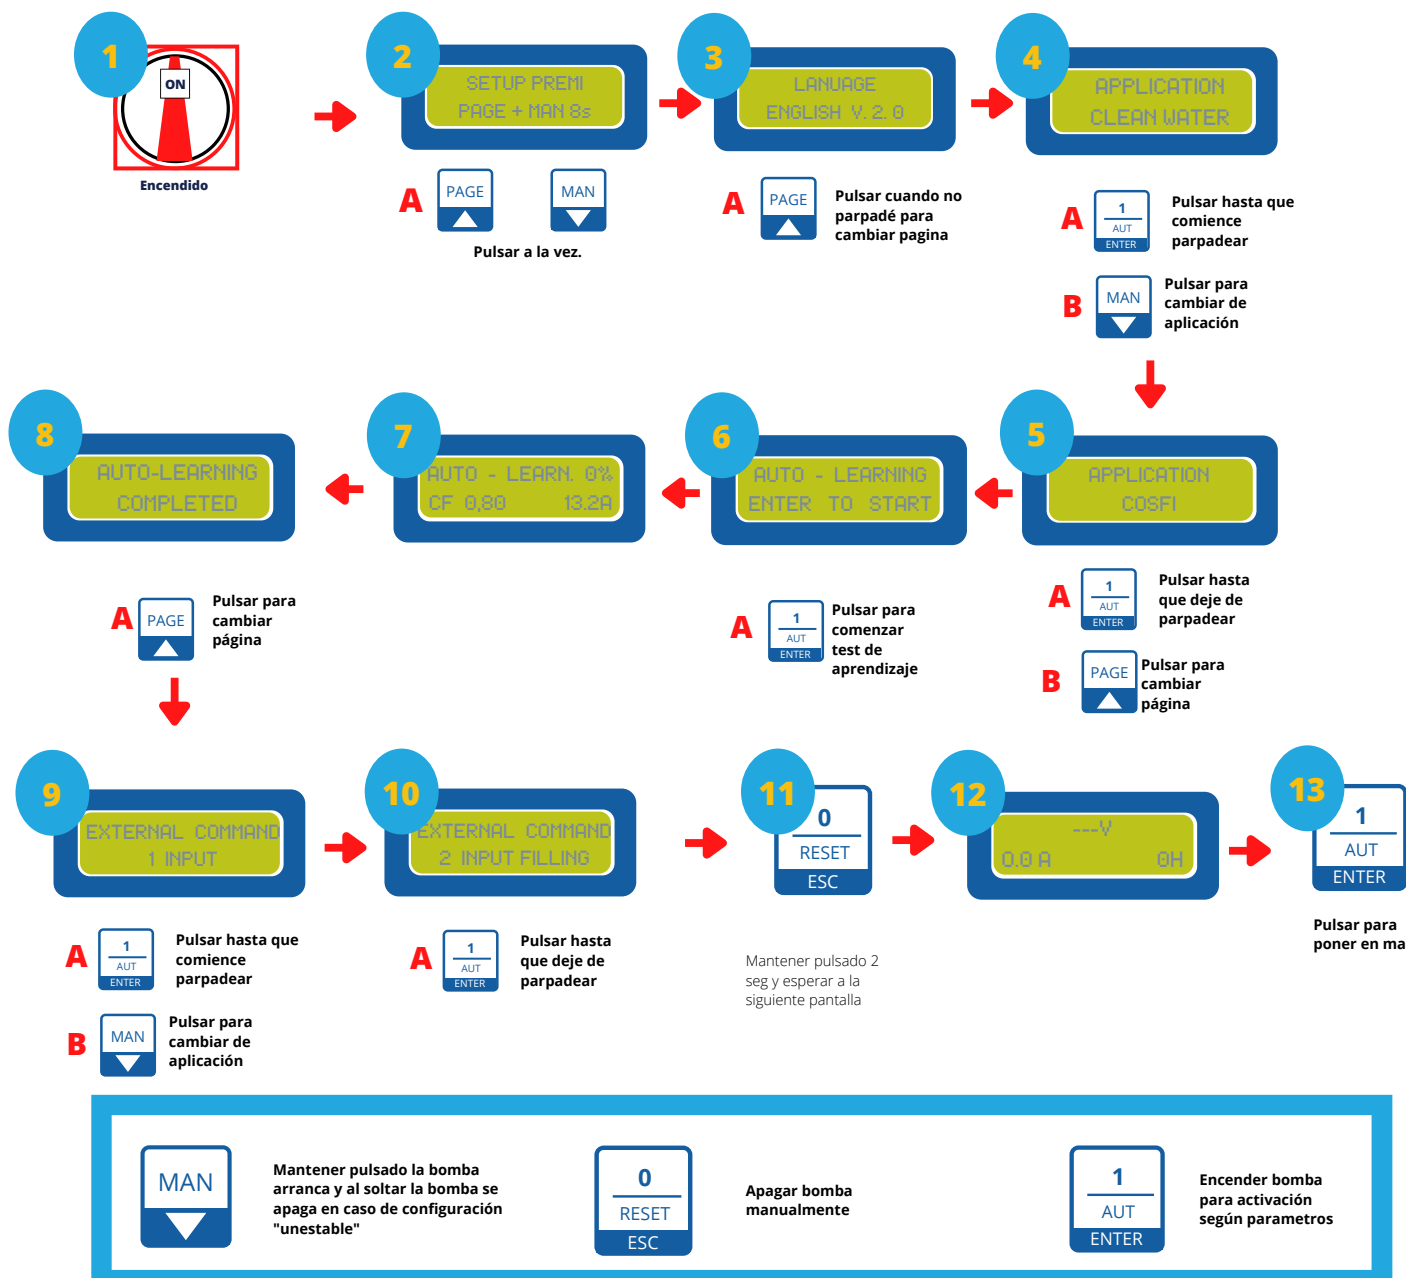 1
ON
Encendido
2
SETUP PREMI
PAGE + MAN 8s
A
PAGE
MAN
Pulsar a la vez.
3
LANUAGE
ENGLISH V. 2. 0
A
PAGE
Pulsar cuando no
parpadé para
cambiar pagina
4
APPLICATION
CLEAN WATER
A
1
AUT
ENTER
Pulsar hasta que
comience
parpadear
B
MAN
Pulsar para
cambiar de
aplicación
5
APPLICATION
COSFI
A
1
AUT
ENTER
Pulsar hasta
que deje de
parpadear
B
PAGE
Pulsar para
cambiar
página
6
AUTO - LEARNING
ENTER TO START
A
1
AUT
ENTER
Pulsar para
comenzar
test de
aprendizaje
7
AUTO - LEARN. 0%
CF 0,80 13.2A
8
AUTO-LEARNING
COMPLETED
A
PAGE
Pulsar para
cambiar
página
9
EXTERNAL COMMAND
1 INPUT
A
1
AUT
ENTER
Pulsar hasta que
comience
parpadear
B
MAN
Pulsar para
cambiar de
aplicación
10
EXTERNAL COMMAND
2 INPUT FILLING
A
1
AUT
ENTER
Pulsar hasta
que deje de
parpadear
11
0
RESET
ESC
Mantener pulsado 2
seg y esperar a la
siguiente pantalla
12
---V
0.0 A 0H
13
1
AUT
ENTER
Pulsar para
poner en ma
MAN
Mantener pulsado la bomba
arranca y al soltar la bomba se
apaga en caso de configuración
"unestable"
0
RESET
ESC
Apagar bomba
manualmente
1
AUT
ENTER
Encender bomba
para activación
según parametros